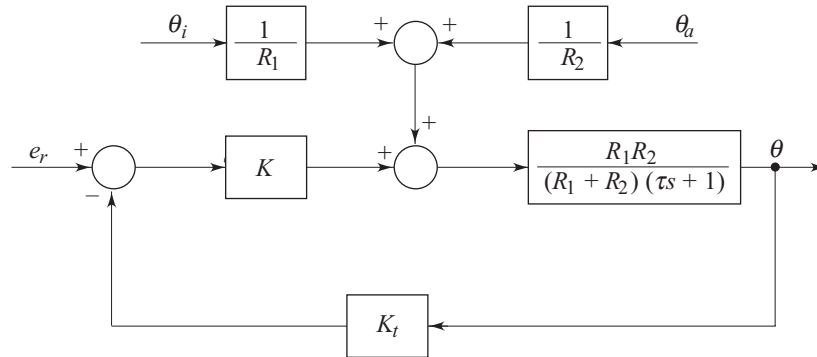 θ_i
1
R_1
+
+
1
R_2
θ_a
+
e_r
+
−
K
+
R_1R_2
(R_1 + R_2) (τs + 1)
θ
K_t